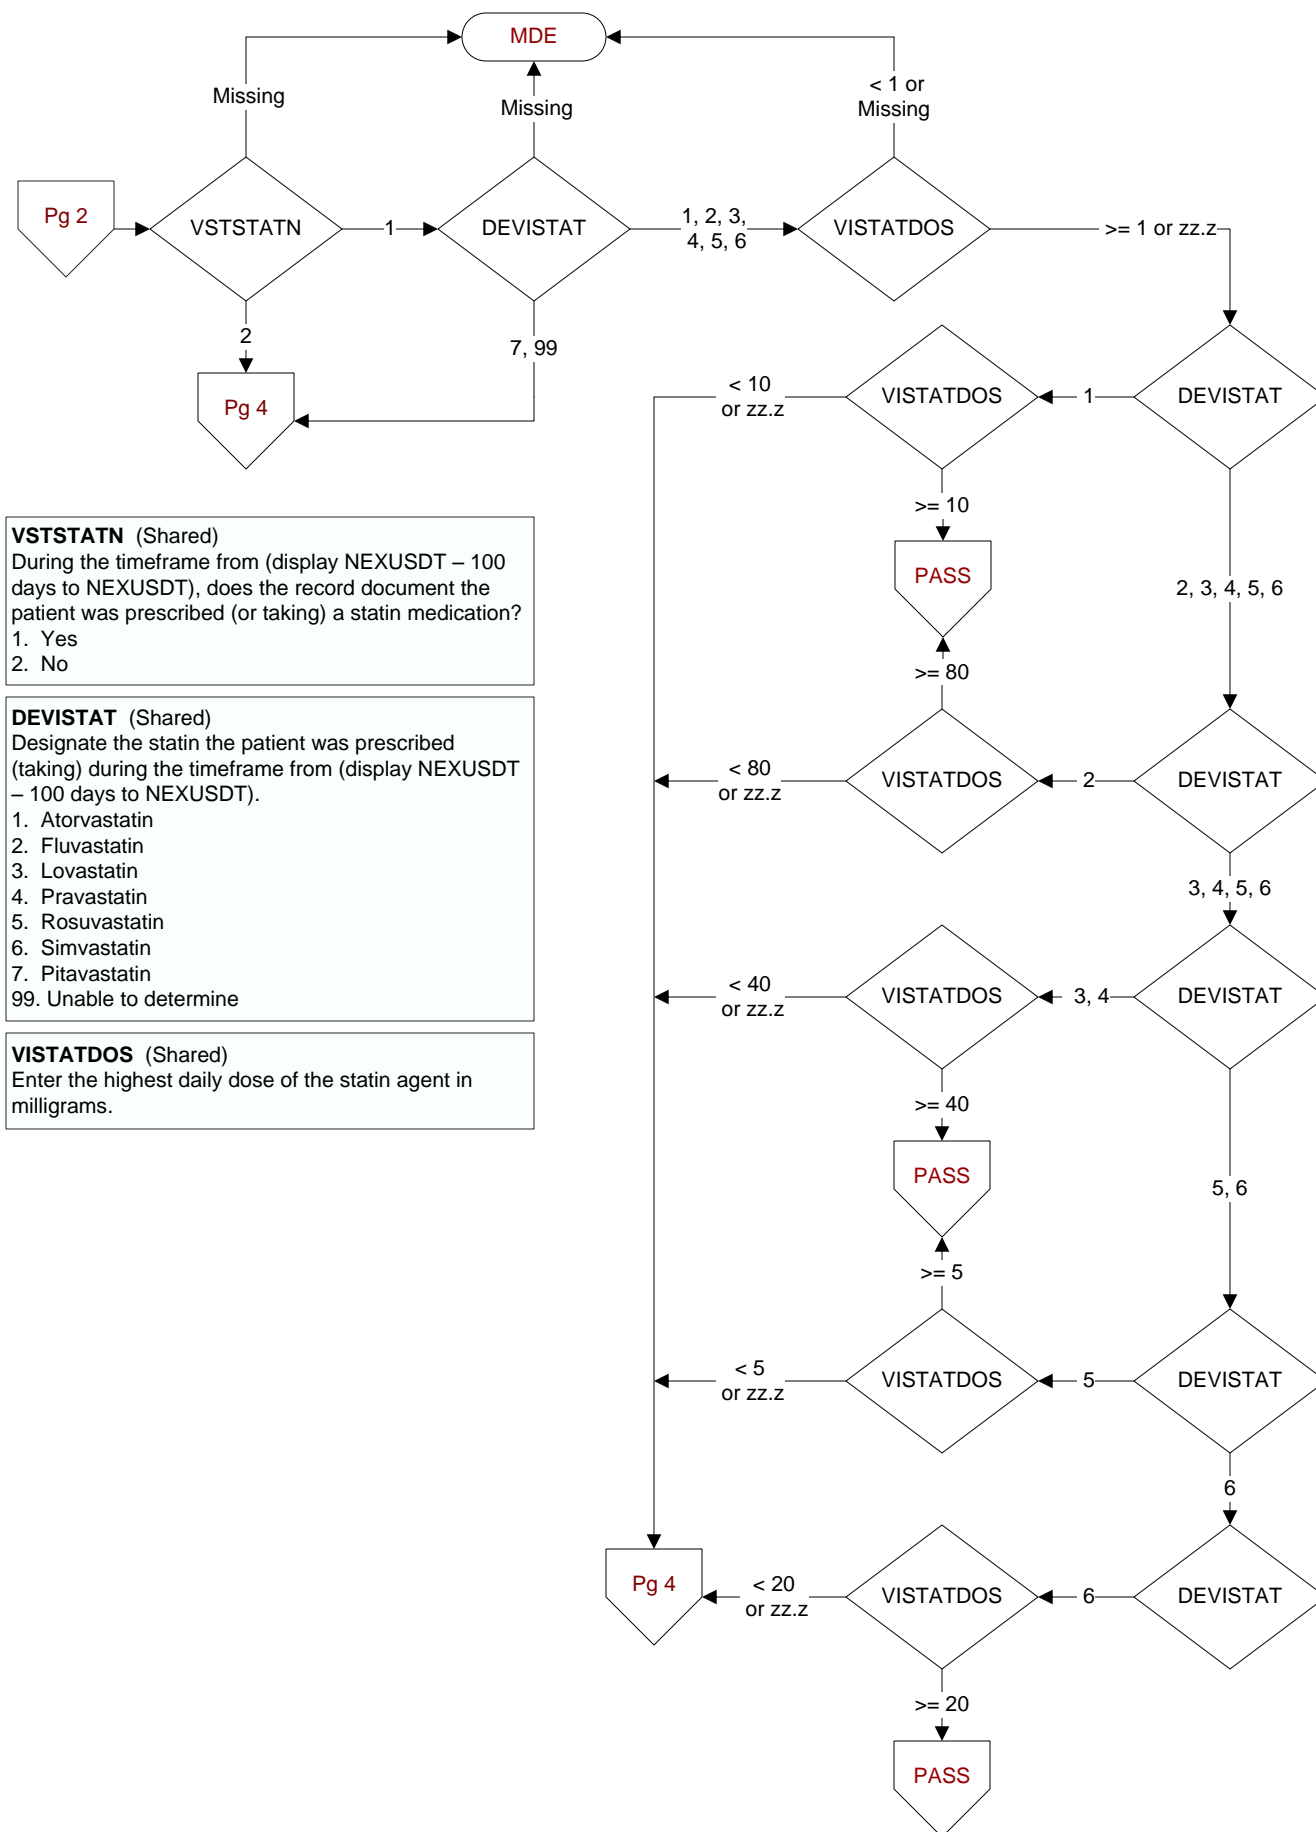 MDE
Missing
Missing
< 1 or
Missing
Pg 2
VSTSTATN
1
DEVISTAT
1, 2, 3,
4, 5, 6
VISTATDOS
>= 1 or zz.z
2
7, 99
Pg 4
< 10
or zz.z
VISTATDOS
1
DEVISTAT
>= 10
PASS
2, 3, 4, 5, 6
>= 80
< 80
or zz.z
VISTATDOS
2
DEVISTAT
3, 4, 5, 6
< 40
or zz.z
VISTATDOS
3, 4
DEVISTAT
>= 40
PASS
5, 6
>= 5
< 5
or zz.z
VISTATDOS
5
DEVISTAT
6
Pg 4
< 20
or zz.z
VISTATDOS
6
DEVISTAT
>= 20
PASS
VSTSTATN (Shared)
During the timeframe from (display NEXUSDT – 100
days to NEXUSDT), does the record document the
patient was prescribed (or taking) a statin medication?
1. Yes
2. No
DEVISTAT (Shared)
Designate the statin the patient was prescribed
(taking) during the timeframe from (display NEXUSDT
– 100 days to NEXUSDT).
1. Atorvastatin
2. Fluvastatin
3. Lovastatin
4. Pravastatin
5. Rosuvastatin
6. Simvastatin
7. Pitavastatin
99. Unable to determine
VISTATDOS (Shared)
Enter the highest daily dose of the statin agent in
milligrams.